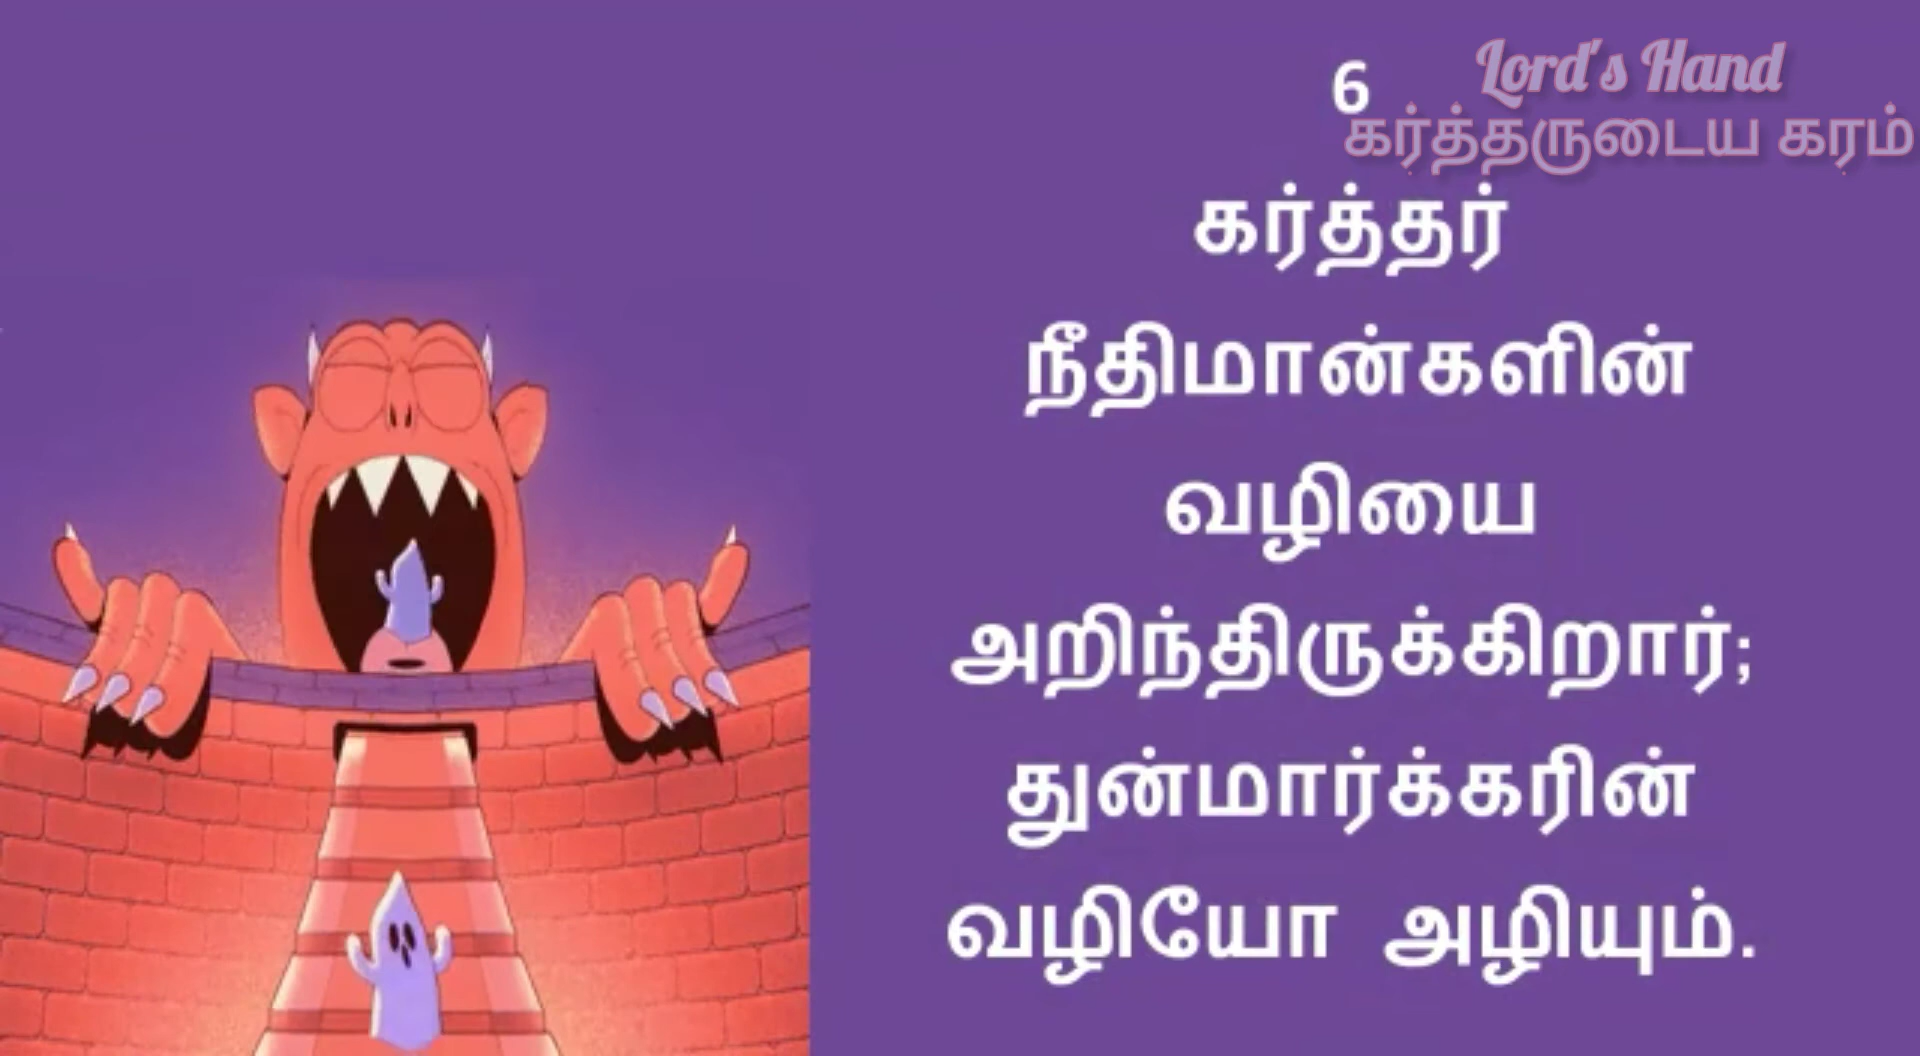 6
Lord's Hand
கர்த்தருடைய கரம்
கர்த்தர்
நீதிமான்களின்
வழியை
அறிந்திருக்கிறார்;
துன்மார்க்கரின்
வழியோ அழியும்.